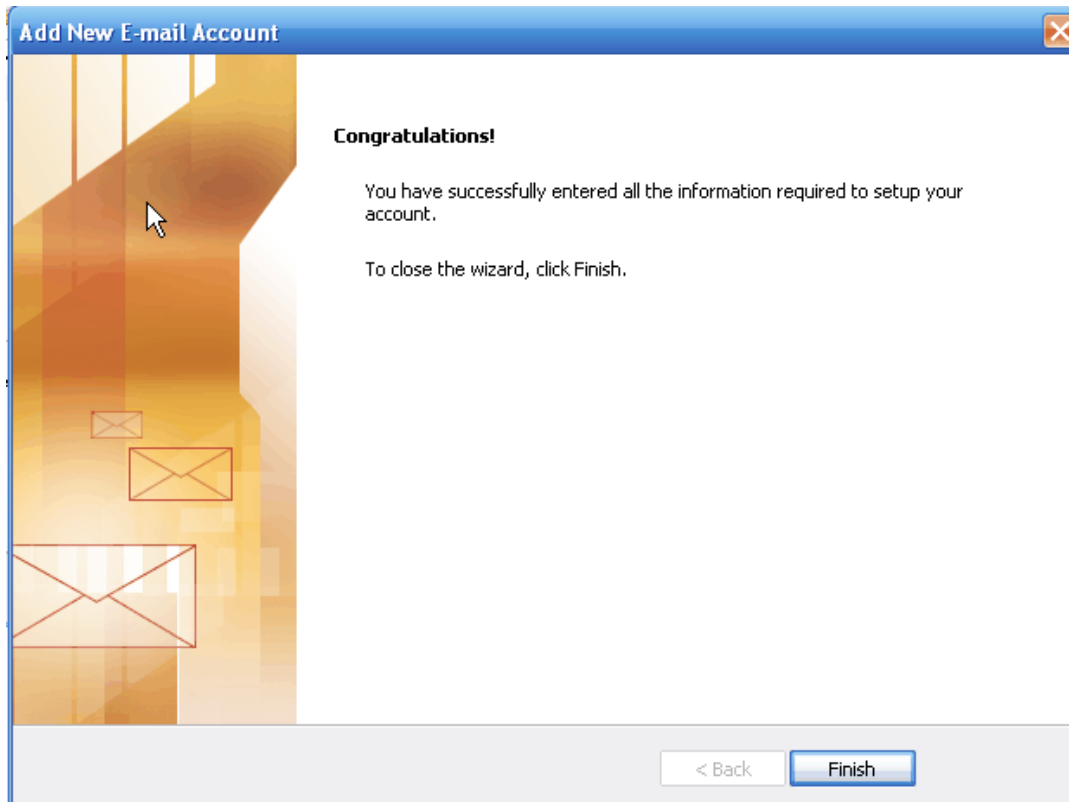 Add New E-mail Account
Congratulations!
You have successfully entered all the information required to setup your
account.
To close the wizard, click Finish.
< Back
Finish